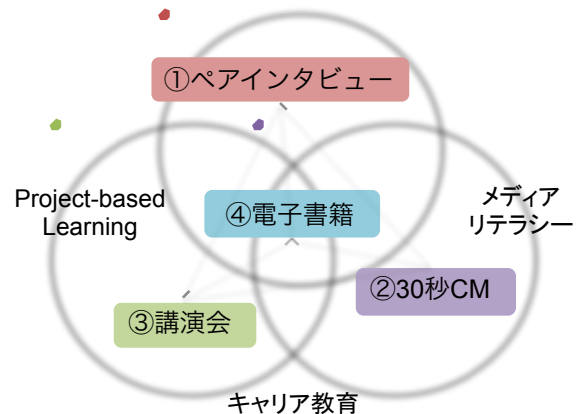 ①ペアインタビュー
Project-based
Learning
メディア
リテラシー
④電子書籍
②30秒CM
③講演会
キャリア教育